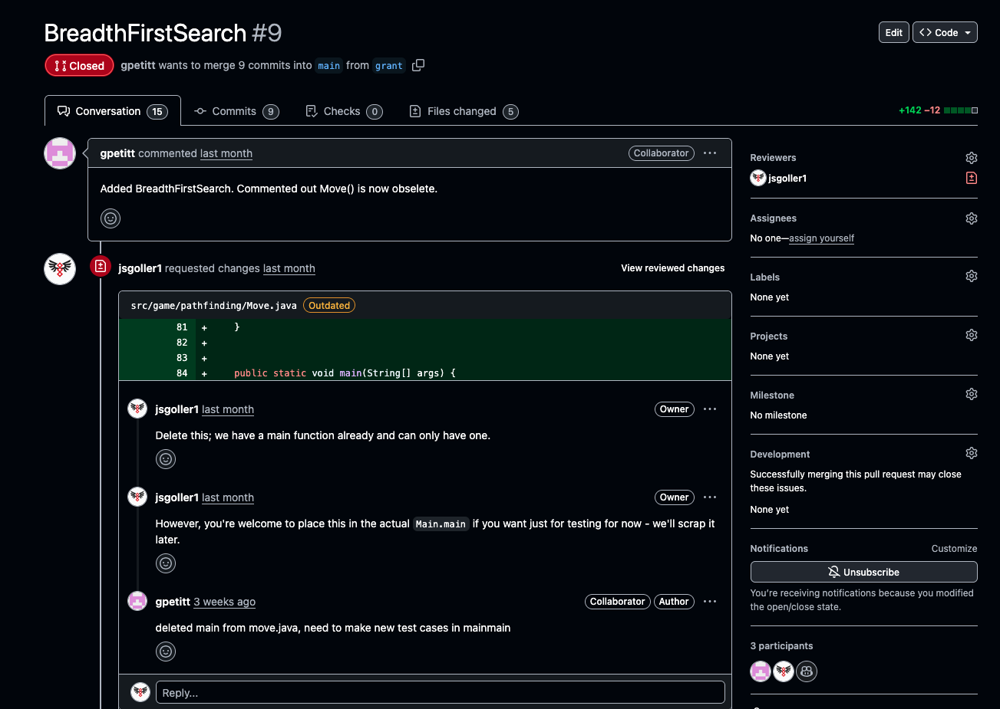 BreadthFirstSearch #9
Edit
Code
Closed
gpetitt wants to merge 9 commits into main from grant
Conversation 15
Commits 9
Checks 0
Files changed 5
+142 −12
gpetitt commented last month
Collaborator
Added BreadthFirstSearch. Commented out Move() is now obselete.
jsgoller1 requested changes last month
View reviewed changes
src/game/pathfinding/Move.java Outdated
81 + }
82 +
83 +
84 + public static void main(String[] args) {
jsgoller1 last month
Owner
Delete this; we have a main function already and can only have one.
jsgoller1 last month
Owner
However, you're welcome to place this in the actual Main.main if you want just for testing for now - we'll scrap it
later.
gpetitt 3 weeks ago
Collaborator
Author
deleted main from move.java, need to make new test cases in mainmain
Reply...
Reviewers
jsgoller1
Assignees
No one—assign yourself
Labels
None yet
Projects
None yet
Milestone
No milestone
Development
Successfully merging this pull request may close
these issues.
None yet
Notifications
Customize
Unsubscribe
You're receiving notifications because you modified
the open/close state.
3 participants